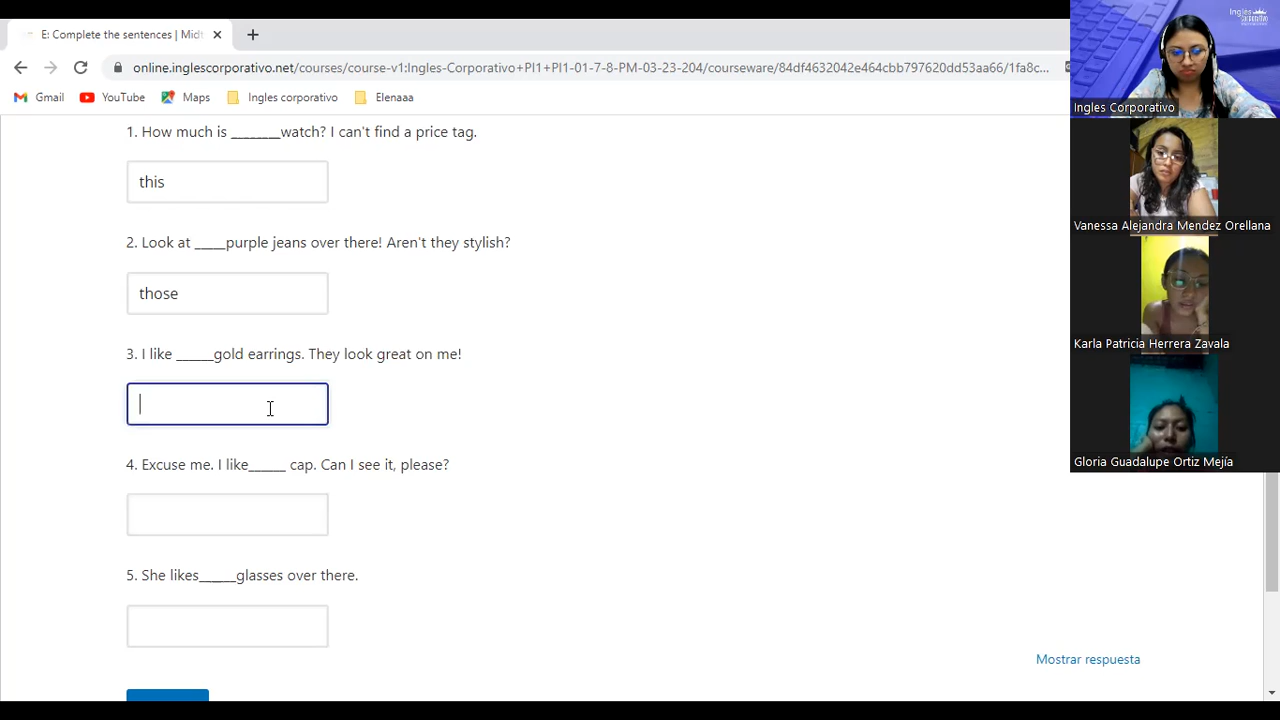 E: Complete the sentences | Midt
online.inglescorporativo.net/courses/course-v1:Ingles-Corporativo+PI1+PI1-01-7-8-PM-03-23-204/courseware/84df4632042e464cbb797620dd53aa66/1fa8c...
Gmail YouTube Maps Ingles corporativo Elenaaa
1. How much is ________watch? I can't find a price tag.
this
2. Look at _____purple jeans over there! Aren't they stylish?
those
3. I like ______gold earrings. They look great on me!
4. Excuse me. I like______ cap. Can I see it, please?
5. She likes______glasses over there.
Mostrar respuesta
Ingles Corporativo
Vanessa Alejandra Mendez Orellana
Karla Patricia Herrera Zavala
Gloria Guadalupe Ortiz Mejía